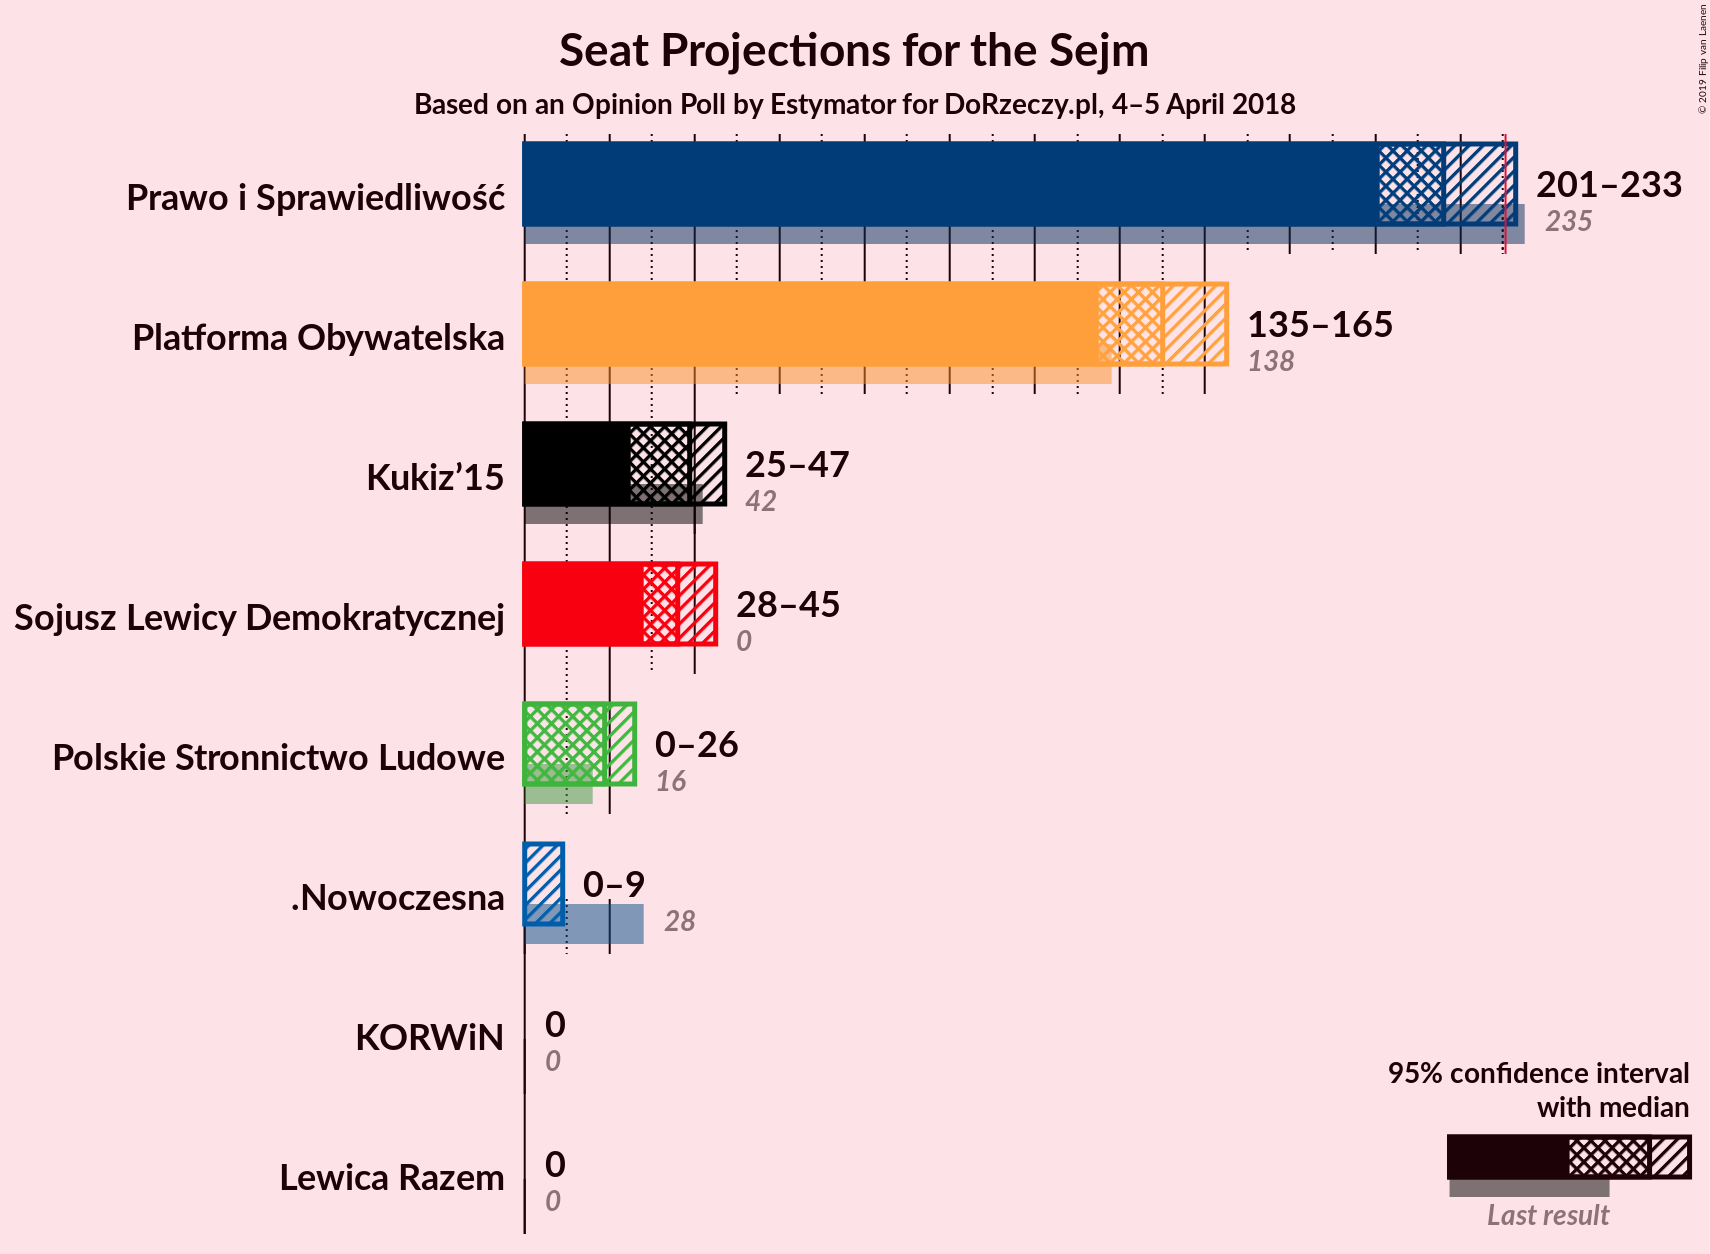 Seat Projections for the Sejm
Based on an Opinion Poll by Estymator for DoRzeczy.pl, 4–5 April 2018
© 2019 Filip van Laenen
Prawo i Sprawiedliwość
201–233
235
Platforma Obywatelska
135–165
138
Kukiz’15
25–47
42
Sojusz Lewicy Demokratycznej
28–45
0
Polskie Stronnictwo Ludowe
0–26
16
.Nowoczesna
0–9
28
KORWiN
0
0
Lewica Razem
0
0
95% confidence interval
with median
Last result